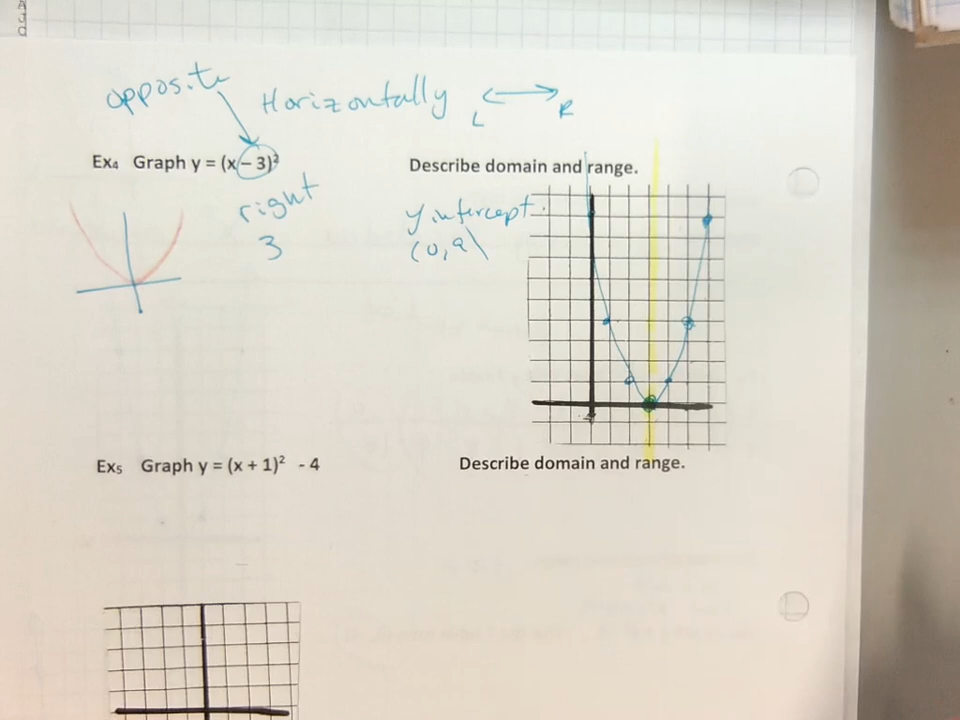 A
J
d
opposite
Horizontally
L R
Ex4 Graph y = (x – 3)² Describe domain and range.
right
3
y intercept.
(0,9)
Ex5 Graph y = (x + 1)² - 4 Describe domain and range.